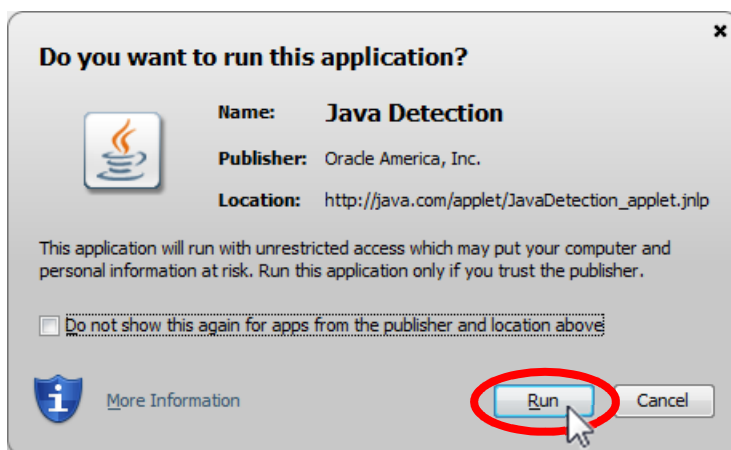 Do you want to run this application?
Name: Java Detection
Publisher: Oracle America, Inc.
Location: http://java.com/applet/JavaDetection_applet.jnlp
This application will run with unrestricted access which may put your computer and
personal information at risk. Run this application only if you trust the publisher.
Do not show this again for apps from the publisher and location above
More Information
Run
Cancel